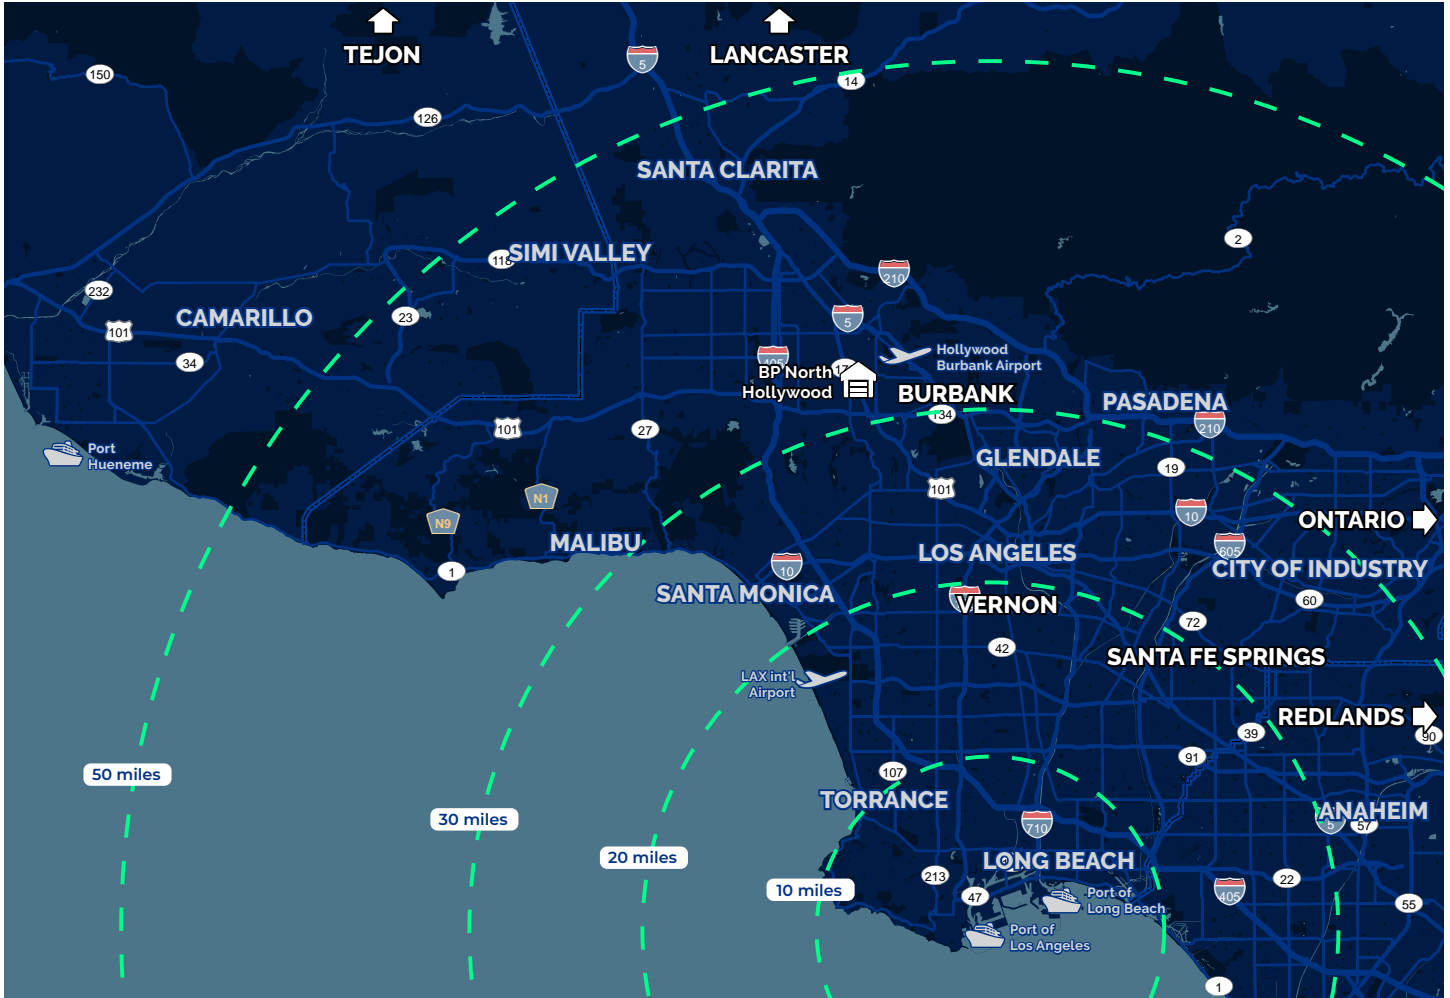 TEJON
LANCASTER
5
150
14
126
SANTA CLARITA
2
118
SIMI VALLEY
210
232
101
CAMARILLO
23
5
34
405
Hollywood
Burbank Airport
BP North
Hollywood
BURBANK
134
PASADENA
210
101
27
Port
Hueneme
GLENDALE
19
101
N1
N9
10
ONTARIO
MALIBU
605
LOS ANGELES
1
10
CITY OF INDUSTRY
SANTA MONICA
60
VERNON
72
42
SANTA FE SPRINGS
LAX int'l
Airport
REDLANDS
39
90
91
50 miles
107
TORRANCE
30 miles
710
ANAHEIM
5
57
20 miles
LONG BEACH
213
22
10 miles
47
Port of
Long Beach
405
55
Port of
Los Angeles
1